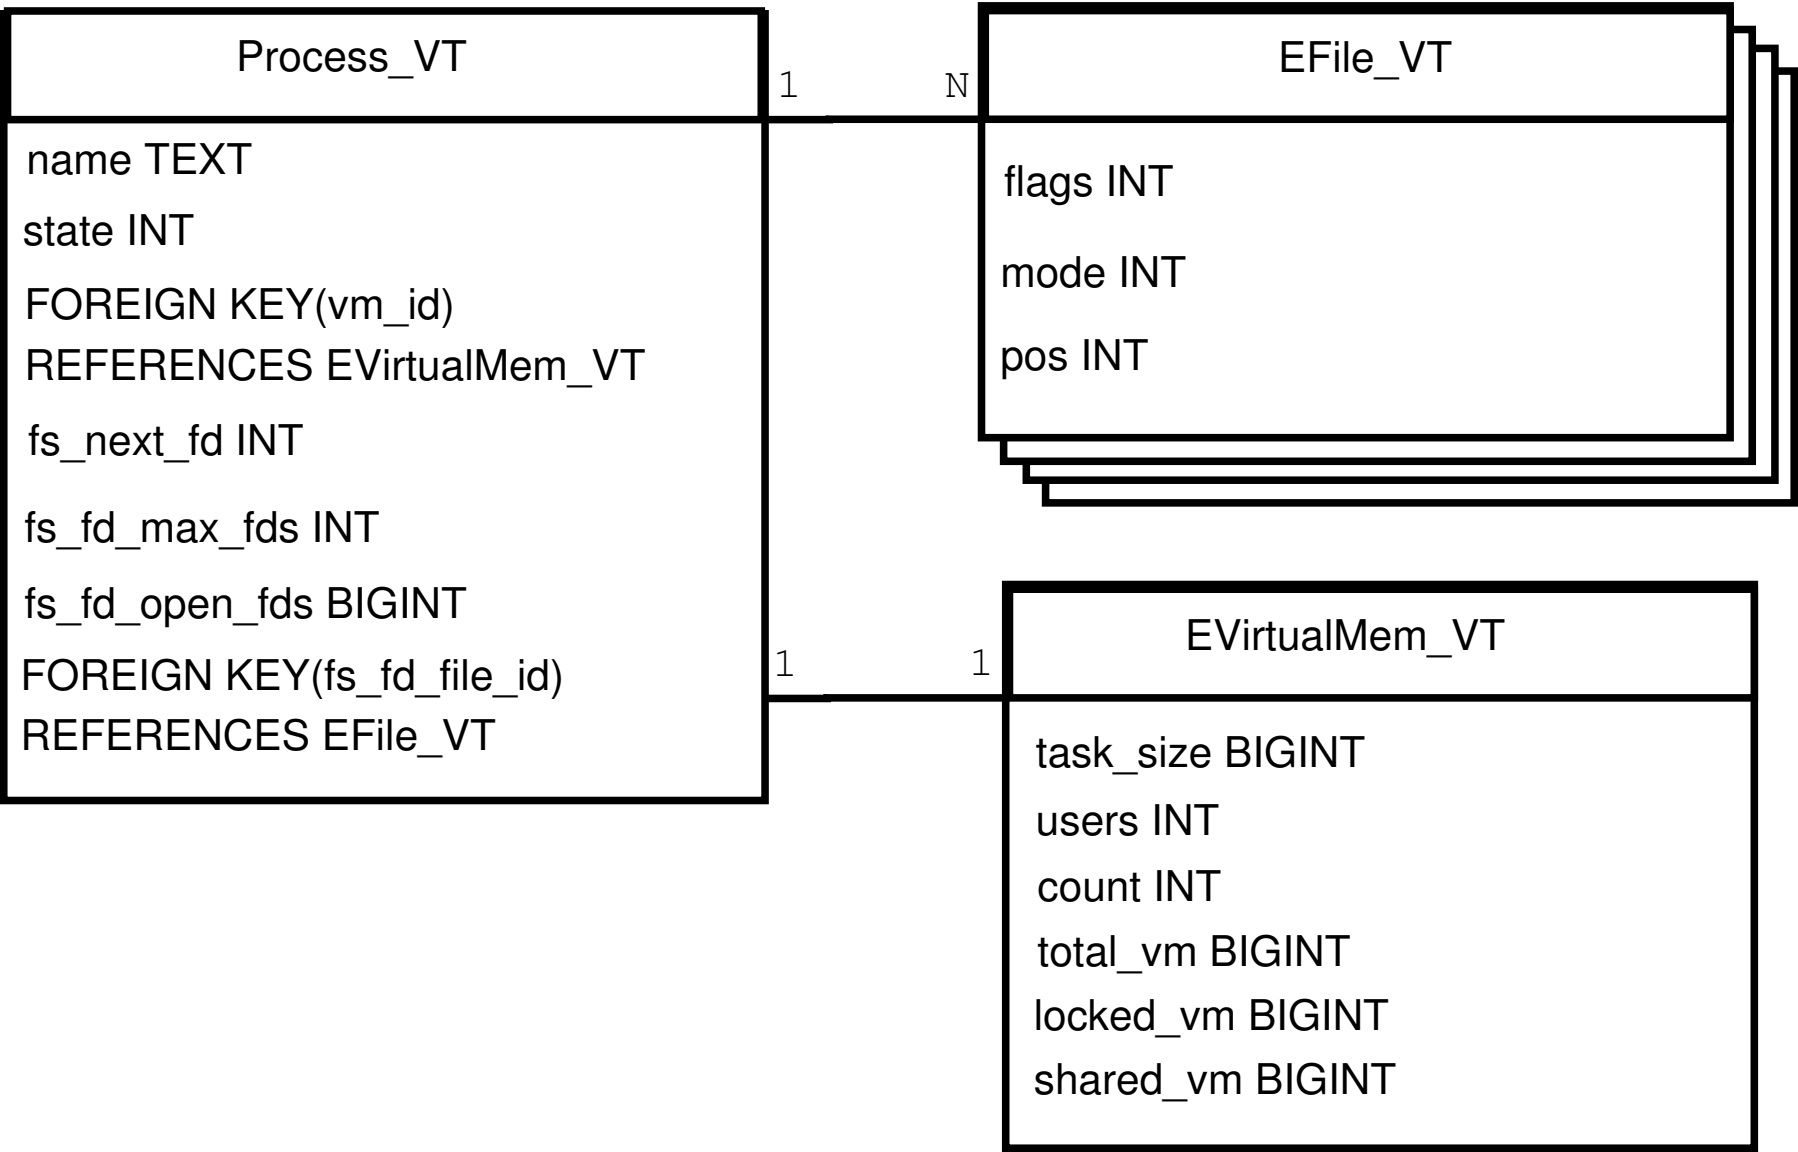 Process_VT
name TEXT
state INT
FOREIGN KEY(vm_id)
REFERENCES EVirtualMem_VT
fs_next_fd INT
fs_fd_max_fds INT
fs_fd_open_fds BIGINT
FOREIGN KEY(fs_fd_file_id)
REFERENCES EFile_VT
1 N
EFile_VT
flags INT
mode INT
pos INT
1 1
EVirtualMem_VT
task_size BIGINT
users INT
count INT
total_vm BIGINT
locked_vm BIGINT
shared_vm BIGINT